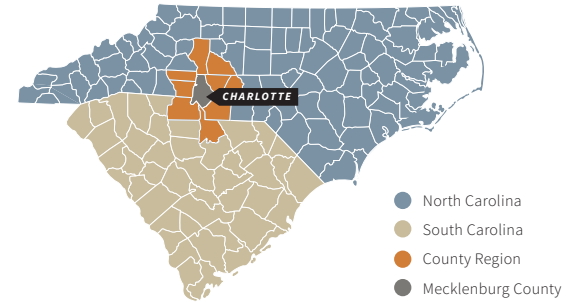 CHARLOTTE
North Carolina
South Carolina
County Region
Mecklenburg County